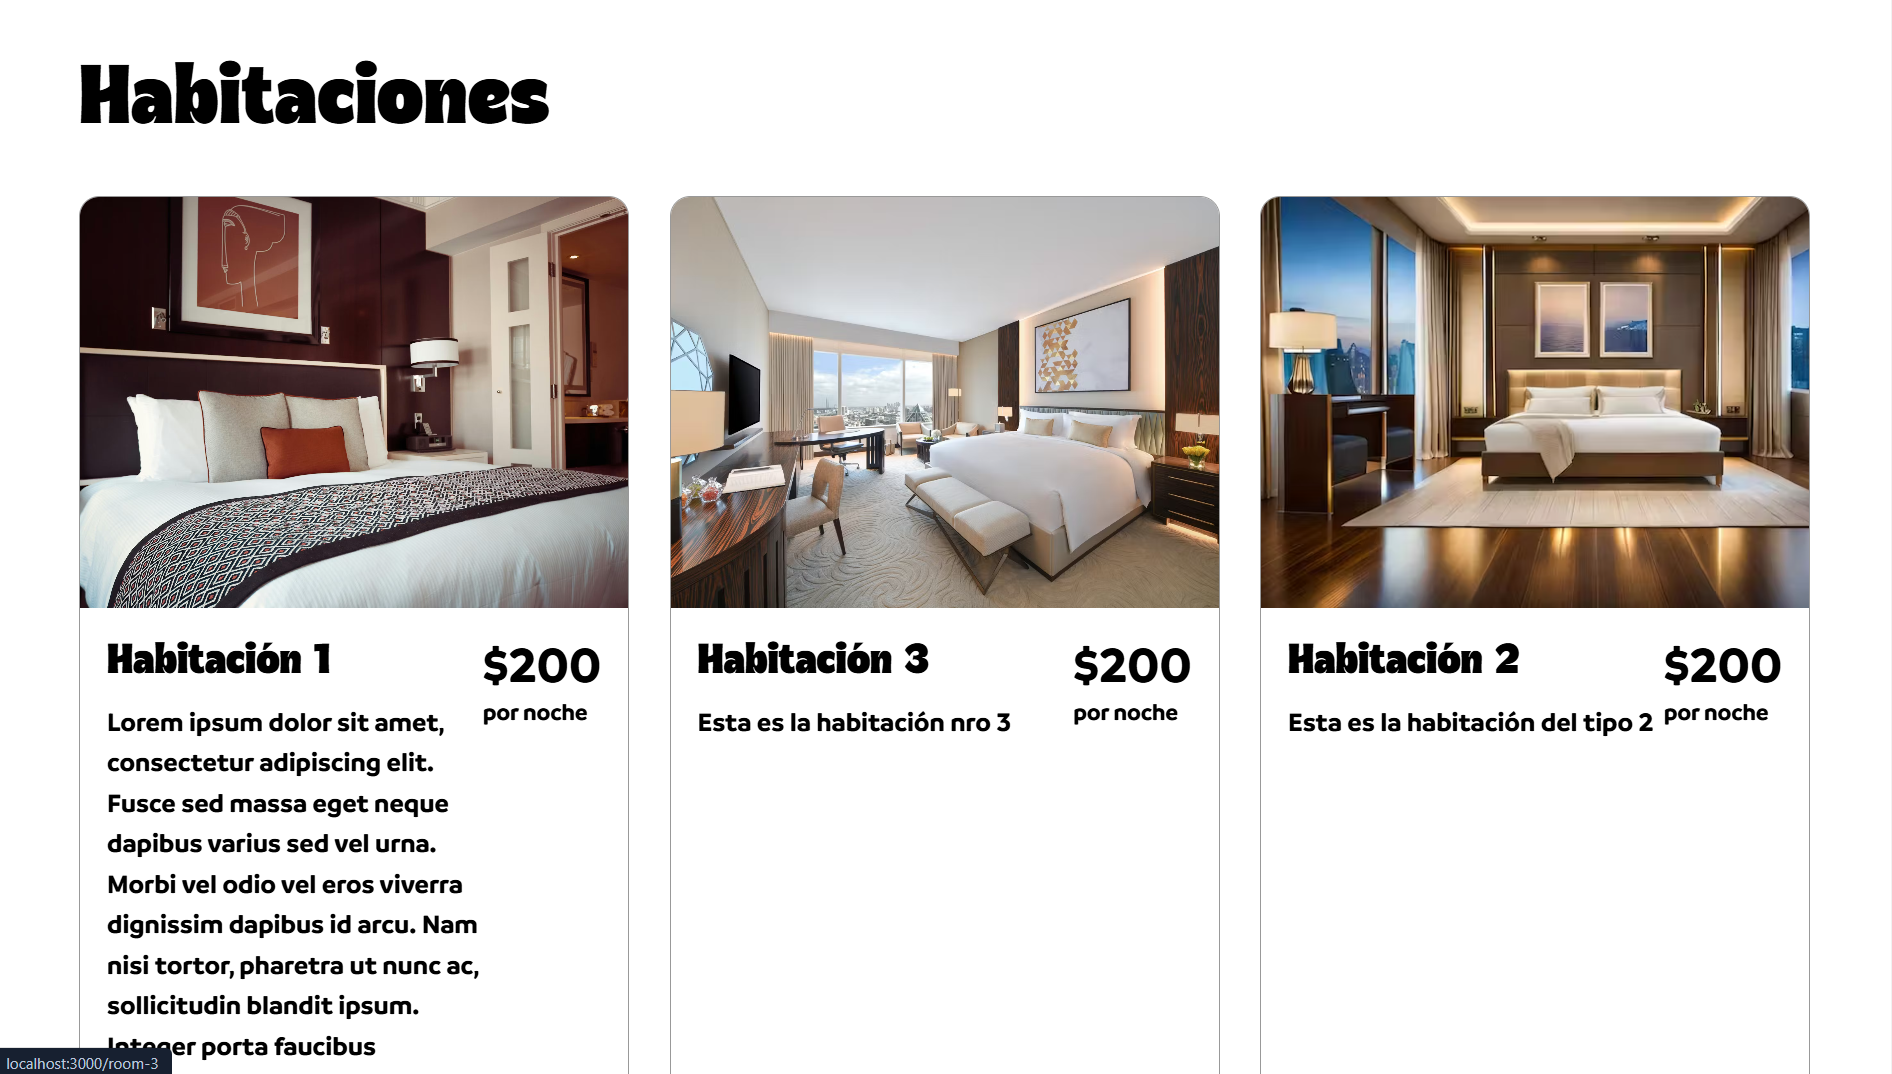 Habitaciones
Habitación 1
$200
por noche
Lorem ipsum dolor sit amet,
consectetur adipiscing elit.
Fusce sed massa eget neque
dapibus varius sed vel urna.
Morbi vel odio vel eros viverra
dignissim dapibus id arcu. Nam
nisi tortor, pharetra ut nunc ac,
sollicitudin blandit ipsum.
Integer porta faucibus
Habitación 3
$200
por noche
Esta es la habitación nro 3
Habitación 2
$200
por noche
Esta es la habitación del tipo 2
localhost:3000/room-3